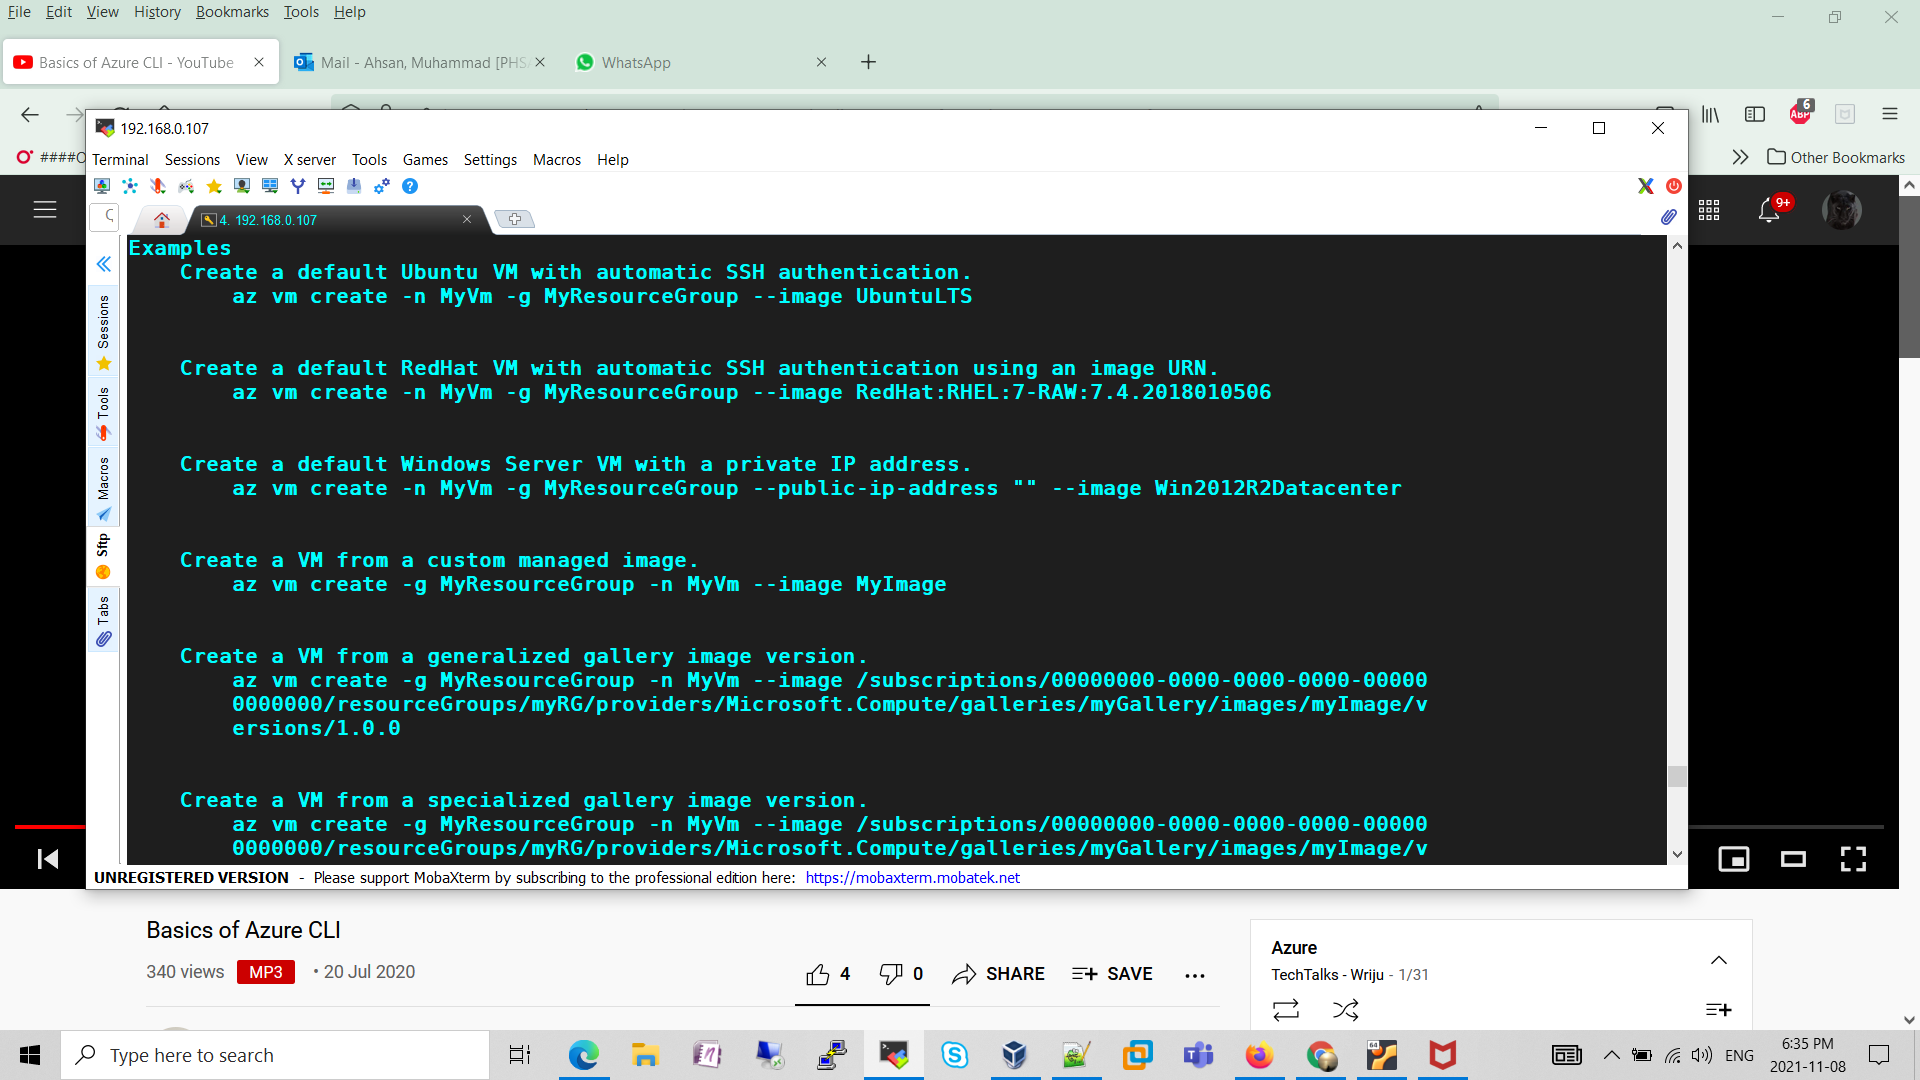 File Edit View History Bookmarks Tools Help
Basics of Azure CLI - YouTube
Mail - Ahsan, Muhammad [PHS
WhatsApp
6
ABP
####O
Other Bookmarks
192.168.0.107
Terminal Sessions View X server Tools Games Settings Macros Help
4. 192.168.0.107
9+
Sessions
Tools
Macros
Sftp
Tabs
Examples
Create a default Ubuntu VM with automatic SSH authentication.
az vm create -n MyVm -g MyResourceGroup --image UbuntuLTS
Create a default RedHat VM with automatic SSH authentication using an image URN.
az vm create -n MyVm -g MyResourceGroup --image RedHat:RHEL:7-RAW:7.4.2018010506
Create a default Windows Server VM with a private IP address.
az vm create -n MyVm -g MyResourceGroup --public-ip-address "" --image Win2012R2Datacenter
Create a VM from a custom managed image.
az vm create -g MyResourceGroup -n MyVm --image MyImage
Create a VM from a generalized gallery image version.
az vm create -g MyResourceGroup -n MyVm --image /subscriptions/00000000-0000-0000-0000-00000
0000000/resourceGroups/myRG/providers/Microsoft.Compute/galleries/myGallery/images/myImage/v
ersions/1.0.0
Create a VM from a specialized gallery image version.
az vm create -g MyResourceGroup -n MyVm --image /subscriptions/00000000-0000-0000-0000-00000
0000000/resourceGroups/myRG/providers/Microsoft.Compute/galleries/myGallery/images/myImage/v
UNREGISTERED VERSION - Please support MobaXterm by subscribing to the professional edition here: https://mobaxterm.mobatek.net
Basics of Azure CLI
340 views MP3 • 20 Jul 2020
4 0 SHARE SAVE
Azure
TechTalks - Wriju - 1/31
Type here to search
ENG
6:35 PM
2021-11-08